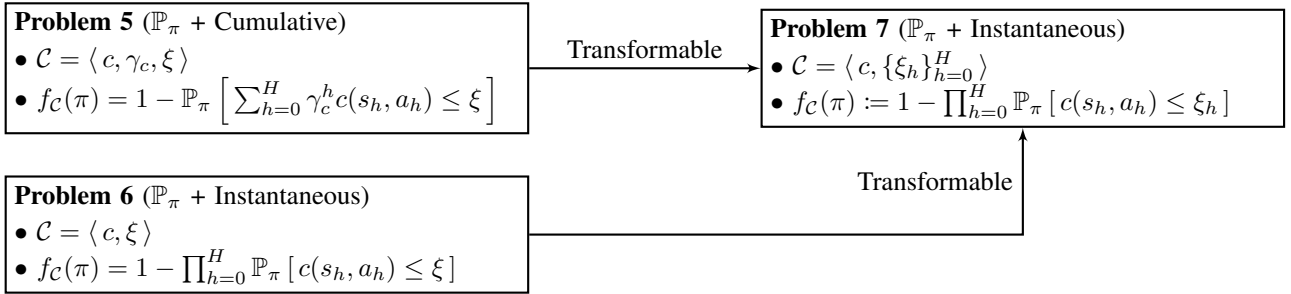 Problem 5 (ℙ_π + Cumulative)
• 𝒞 = ⟨ c, γ_c, ξ ⟩
• f_𝒞(π) = 1 − ℙ_π [ ∑_{h=0}^{H} γ_c^h c(s_h, a_h) ≤ ξ ]
Transformable
Problem 7 (ℙ_π + Instantaneous)
• 𝒞 = ⟨ c, {ξ_h}_{h=0}^{H} ⟩
• f_𝒞(π) := 1 − ∏_{h=0}^{H} ℙ_π [ c(s_h, a_h) ≤ ξ_h ]
Transformable
Problem 6 (ℙ_π + Instantaneous)
• 𝒞 = ⟨ c, ξ ⟩
• f_𝒞(π) = 1 − ∏_{h=0}^{H} ℙ_π [ c(s_h, a_h) ≤ ξ ]